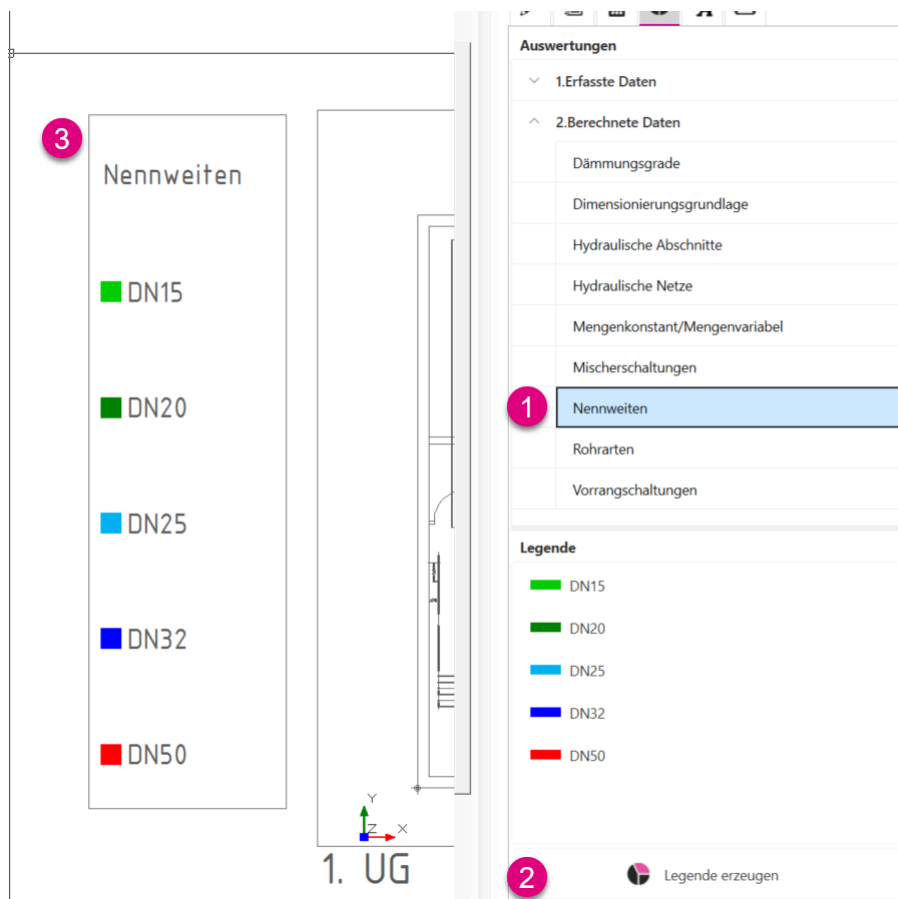 3
Nennweiten
DN15
DN20
DN25
DN32
DN50
Y
Z
X
1. UG
A
Auswertungen
1.Erfasste Daten
2.Berechnete Daten
Dämmungsgrade
Dimensionierungsgrundlage
Hydraulische Abschnitte
Hydraulische Netze
Mengenkonstant/Mengenvariabel
Mischerschaltungen
1
Nennweiten
Rohrarten
Vorrangschaltungen
Legende
DN15
DN20
DN25
DN32
DN50
2
Legende erzeugen